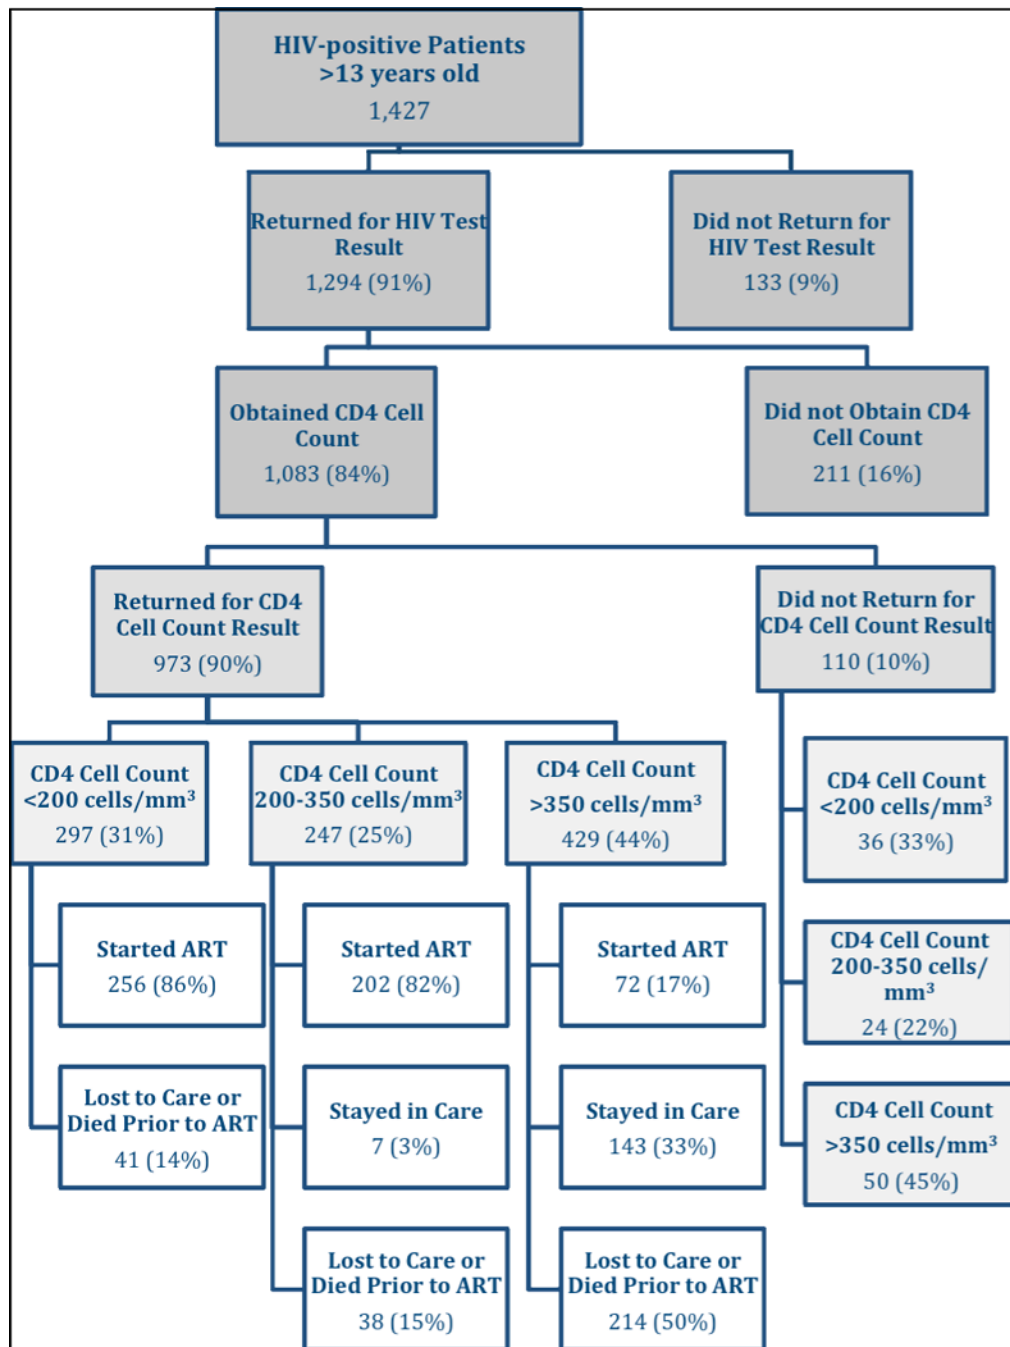 HIV-positive Patients
>13 years old
1,427
Returned for HIV Test
Result
1,294 (91%)
Did not Return for
HIV Test Result
133 (9%)
Obtained CD4 Cell
Count
1,083 (84%)
Did not Obtain CD4
Cell Count
211 (16%)
Returned for CD4
Cell Count Result
973 (90%)
Did not Return for
CD4 Cell Count Result
110 (10%)
CD4 Cell Count
<200 cells/mm³
297 (31%)
CD4 Cell Count
200-350 cells/mm³
247 (25%)
CD4 Cell Count
>350 cells/mm³
429 (44%)
CD4 Cell Count
<200 cells/mm³
36 (33%)
Started ART
256 (86%)
Started ART
202 (82%)
Started ART
72 (17%)
CD4 Cell Count
200-350 cells/
mm³
24 (22%)
Lost to Care or
Died Prior to ART
41 (14%)
Stayed in Care
7 (3%)
Stayed in Care
143 (33%)
CD4 Cell Count
>350 cells/mm³
50 (45%)
Lost to Care or
Died Prior to ART
38 (15%)
Lost to Care or
Died Prior to ART
214 (50%)